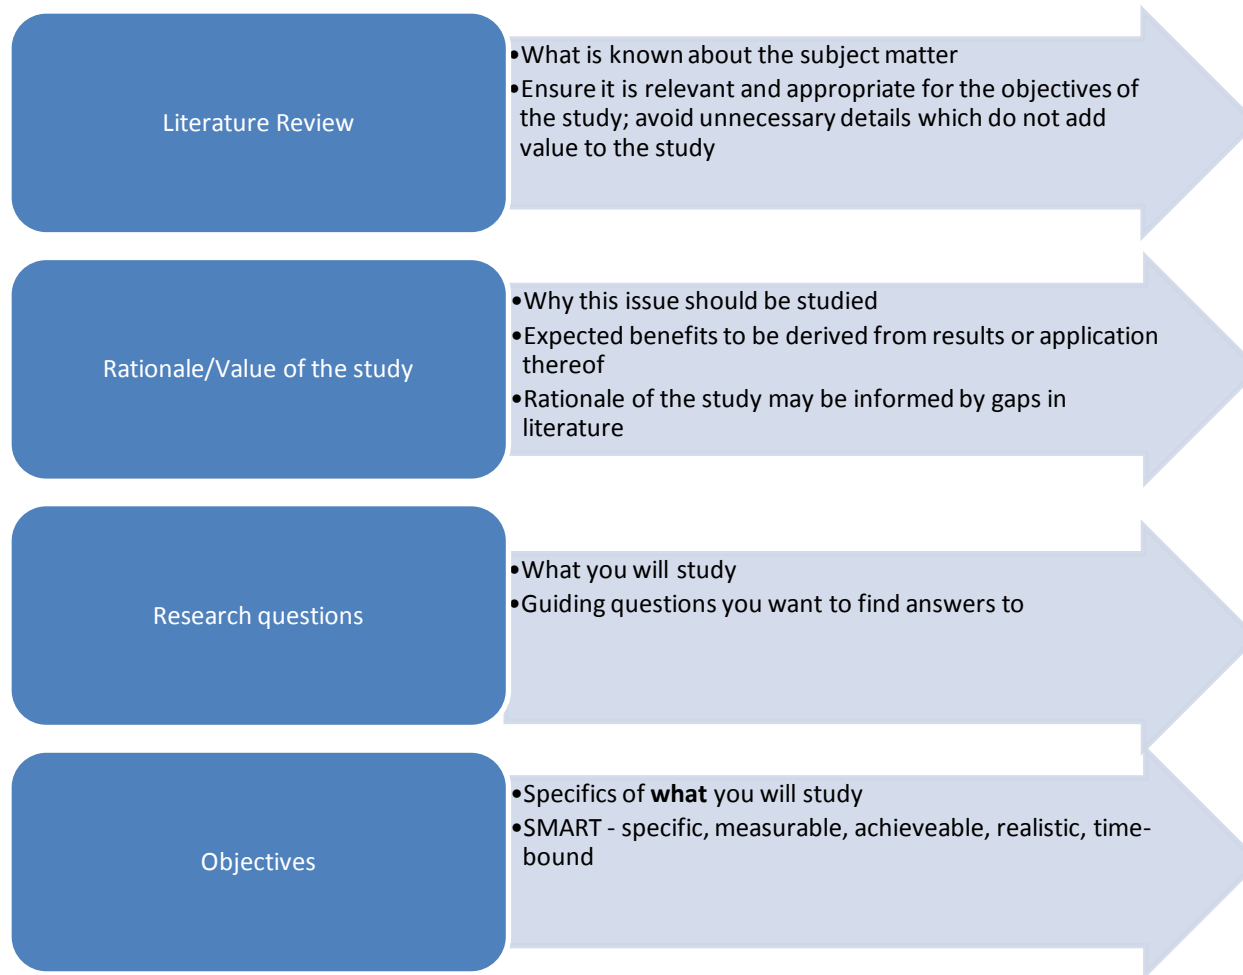 Literature Review
•What is known about the subject matter
•Ensure it is relevant and appropriate for the objectives of
the study; avoid unnecessary details which do not add
value to the study
Rationale/Value of the study
•Why this issue should be studied
•Expected benefits to be derived from results or application
thereof
•Rationale of the study may be informed by gaps in
literature
Research questions
•What you will study
•Guiding questions you want to find answers to
Objectives
•Specifics of what you will study
•SMART - specific, measurable, achieveable, realistic, time-
bound